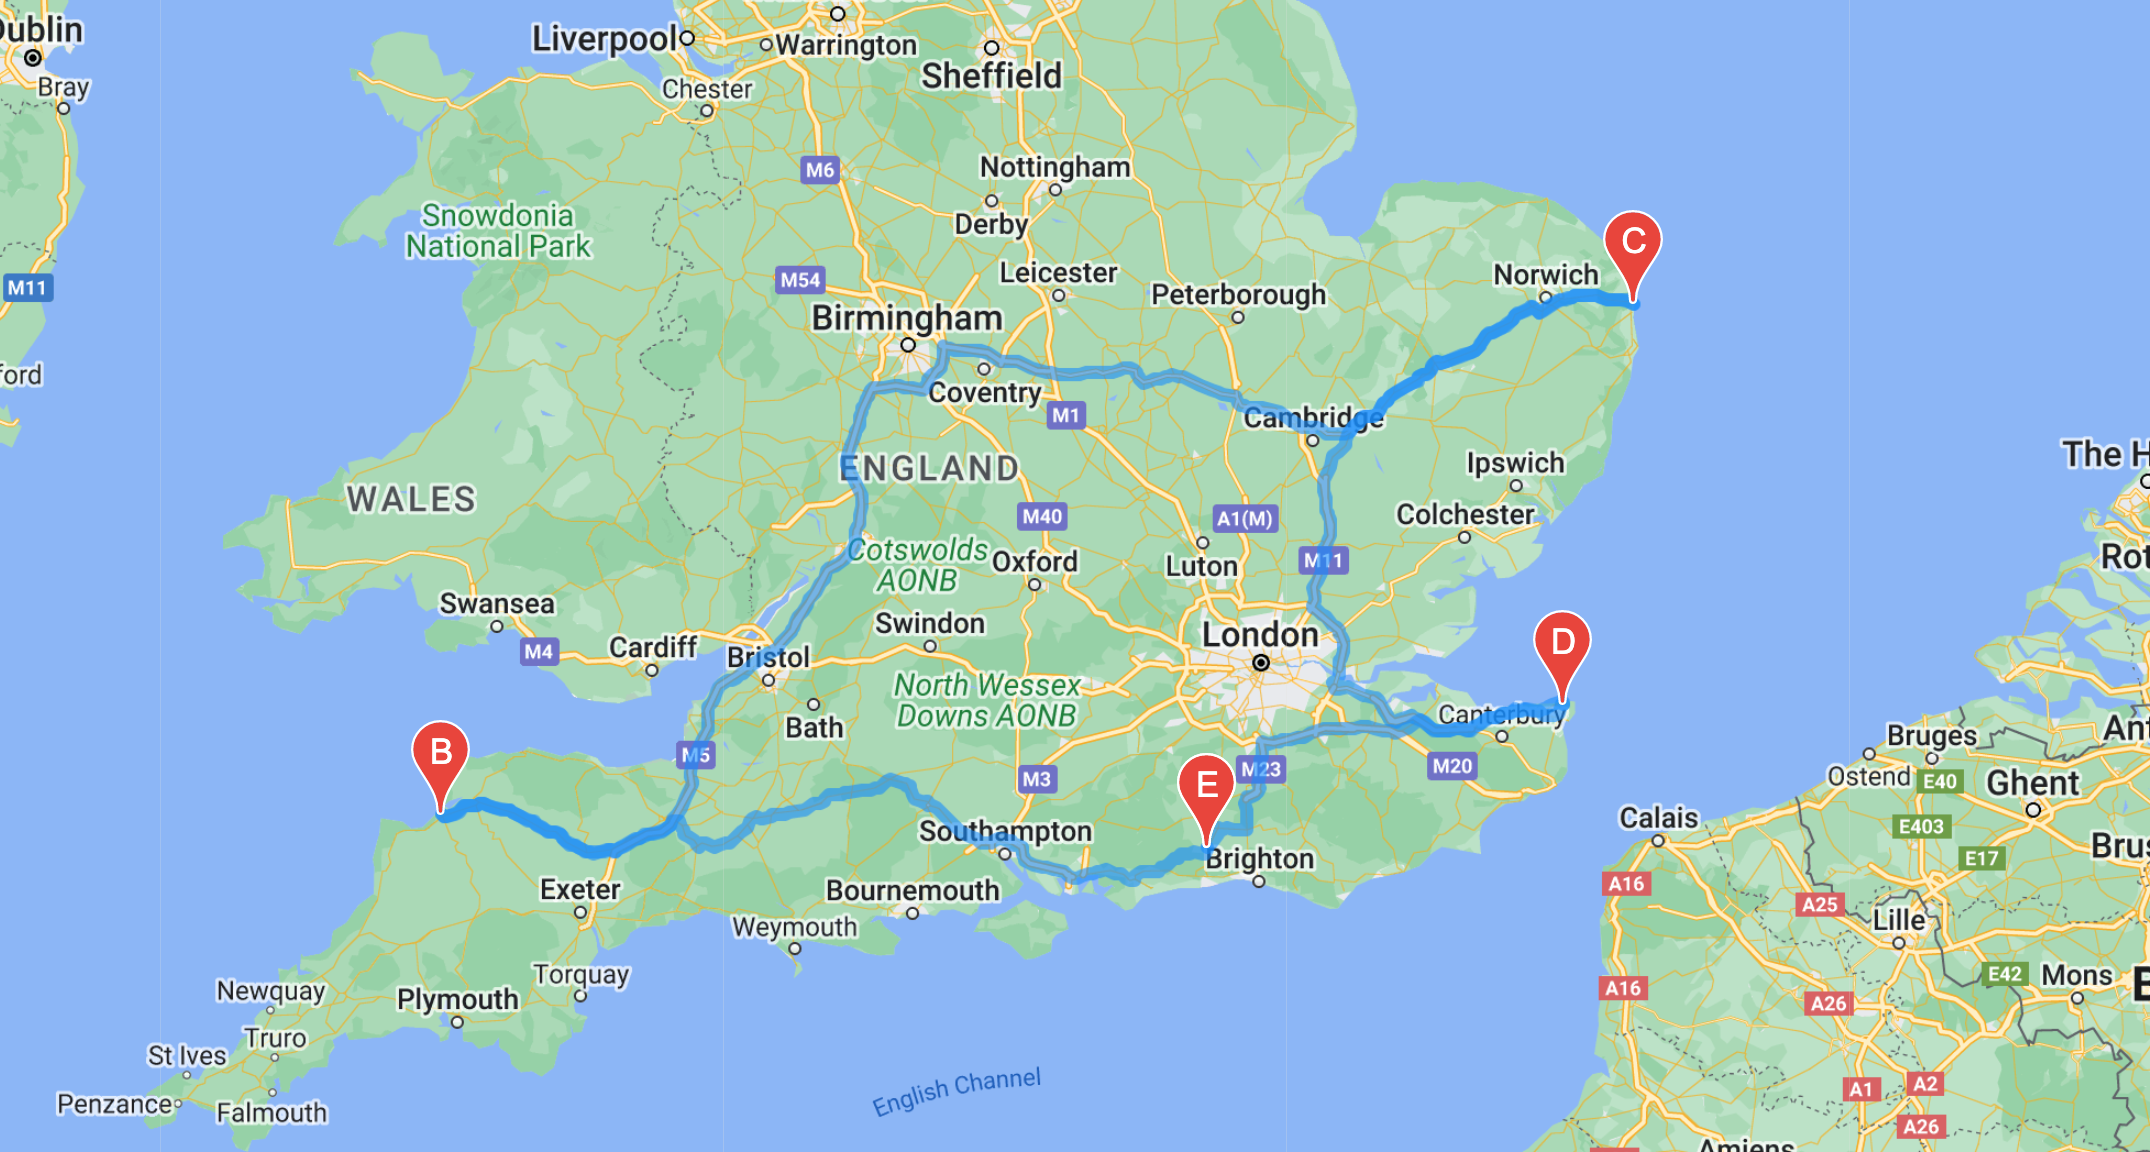 Dublin
Liverpool
Warrington
Sheffield
Bray
Chester
M6
Nottingham
Derby
Snowdonia
National Park
C
M11
M54
Leicester
Norwich
Peterborough
Birmingham
Coventry
M1
Cambridge
The H
ENGLAND
Ipswich
WALES
Colchester
M40
A1(M)
Cotswolds
AONB
Oxford
Luton
M11
Rot
Swansea
Swindon
London
D
M4
Cardiff
Bristol
North Wessex
Downs AONB
Bath
Canterbury
Ant
Bruges
B
M5
M3
E
M23
M20
Ostend
E40
Ghent
Calais
E403
Southampton
Brus
Brighton
E17
Exeter
Bournemouth
A16
A25
Weymouth
Lille
Torquay
E42
Mons
Newquay
Plymouth
A16
A26
Truro
St Ives
English Channel
A1
A2
Penzance
Falmouth
A26
Amiens